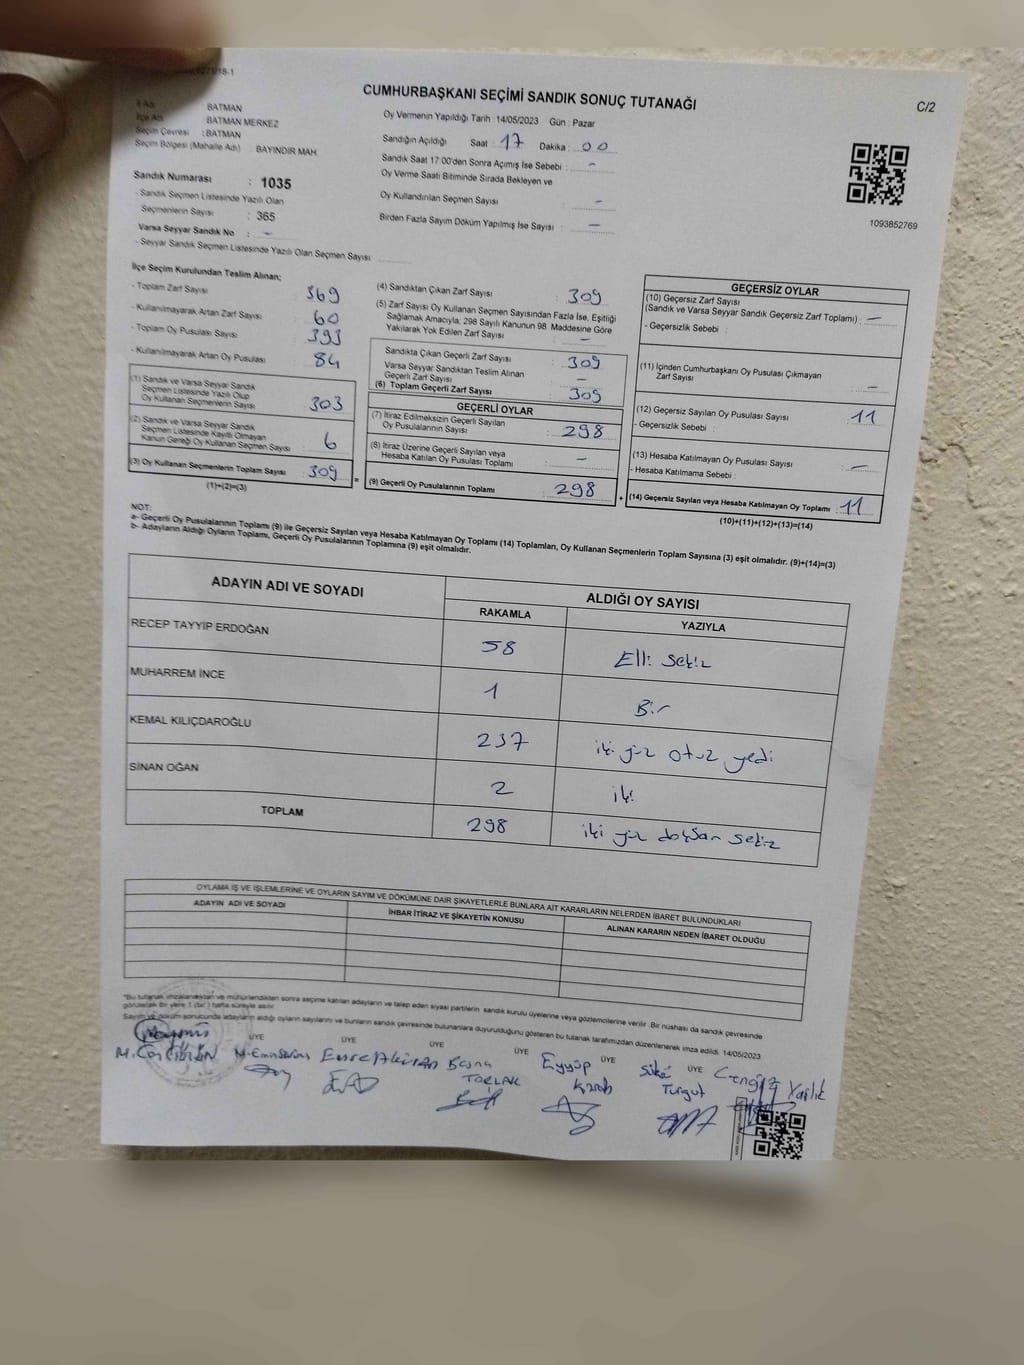 /18-1
CUMHURBAŞKANI SEÇİMİ SANDIK SONUÇ TUTANAĞI
C/2
İl Adı : BATMAN
İlçe Adı : BATMAN MERKEZ
Seçim Çevresi : BATMAN
Seçim Bölgesi (Mahalle Adı) BAYINDIR MAH
Oy Vermenin Yapıldığı Tarih : 14/05/2023 Gün : Pazar
Sandığın Açıldığı Saat : 17 Dakika : 00
Sandık Saat 17:00'den Sonra Açımış İse Sebebi : -
Oy Verme Saati Bitiminde Sırada Bekleyen ve
Oy Kullandırılan Seçmen Sayısı -
Birden Fazla Sayım Döküm Yapılmış İse Sayısı : -
1093852769
Sandık Numarası : 1035
- Sandık Seçmen Listesinde Yazılı Olan
Seçmenlerin Sayısı : 365
Varsa Seyyar Sandık No : -
- Seyyar Sandık Seçmen Listesinde Yazılı Olan Seçmen Sayısı
İlçe Seçim Kurulundan Teslim Alınan;
- Toplam Zarf Sayısı : 369
- Kullanılmayarak Artan Zarf Sayısı : 60
- Toplam Oy Pusulası Sayısı : 393
- Kullanılmayarak Artan Oy Pusulası : 84
(1) Sandık ve Varsa Seyyar Sandık
Seçmen Listesinde Yazılı Olup
Oy Kullanan Seçmenlerin Sayısı : 303
(2) Sandık ve Varsa Seyyar Sandık
Seçmen Listesinde Kayıtlı Olmayan
Kanun Gereği Oy Kullanan Seçmen Sayısı : 6
(3) Oy Kullanan Seçmenlerin Toplam Sayısı : 309
(1)+(2)=(3)
(4) Sandıktan Çıkan Zarf Sayısı : 309
(5) Zarf Sayısı Oy Kullanan Seçmen Sayısından Fazla İse, Eşitliği
Sağlamak Amacıyla; 298 Sayılı Kanunun 98. Maddesine Göre
Yakılarak Yok Edilen Zarf Sayısı : -
Sandıkta Çıkan Geçerli Zarf Sayısı : 309
Varsa Seyyar Sandıktan Teslim Alınan
Geçerli Zarf Sayısı : -
(6) Toplam Geçerli Zarf Sayısı : 309
GEÇERLİ OYLAR
(7) İtiraz Edilmeksizin Geçerli Sayılan
Oy Pusulalarının Sayısı : 298
(8) İtiraz Üzerine Geçerli Sayılan veya
Hesaba Katılan Oy Pusulası Toplamı : -
= (9) Geçerli Oy Pusulalarının Toplamı : 298
GEÇERSİZ OYLAR
(10) Geçersiz Zarf Sayısı
(Sandık ve Varsa Seyyar Sandık Geçersiz Zarf Toplamı) : -
- Geçersizlik Sebebi :
(11) İçinden Cumhurbaşkanı Oy Pusulası Çıkmayan
Zarf Sayısı : -
(12) Geçersiz Sayılan Oy Pusulası Sayısı : 11
- Geçersizlik Sebebi :
(13) Hesaba Katılmayan Oy Pusulası Sayısı : -
- Hesaba Katılmama Sebebi :
+ (14) Geçersiz Sayılan veya Hesaba Katılmayan Oy Toplamı : 11
(10)+(11)+(12)+(13)=(14)
NOT:
a- Geçerli Oy Pusulalarının Toplamı (9) ile Geçersiz Sayılan veya Hesaba Katılmayan Oy Toplamı (14) Toplamları, Oy Kullanan Seçmenlerin Toplam Sayısına (3) eşit olmalıdır. (9)+(14)=(3)
b- Adayların Aldığı Oyların Toplamı, Geçerli Oy Pusulalarının Toplamına (9) eşit olmalıdır.
ADAYIN ADI VE SOYADI ALDIĞI OY SAYISI
RAKAMLA YAZIYLA
RECEP TAYYİP ERDOĞAN 58 Elli sekiz
MUHARREM İNCE 1 Bir
KEMAL KILIÇDAROĞLU 237 iki yüz otuz yedi
SİNAN OĞAN 2 iki
TOPLAM 298 iki yüz doksan sekiz
OYLAMA İŞ VE İŞLEMLERİNE VE OYLARIN SAYIM VE DÖKÜMÜNE DAİR ŞİKAYETLERLE BUNLARA AİT KARARLARIN NELERDEN İBARET BULUNDUKLARI
ADAYIN ADI VE SOYADI İHBAR İTİRAZ VE ŞİKAYETİN KONUSU ALINAN KARARIN NEDEN İBARET OLDUĞU
*Bu tutanak imzalandıktan ve mühürlendikten sonra seçime katılan adayların ve talep eden siyasi partilerin sandık kurulu üyelerine veya gözlemcilerine verilir. Bir nüshası da sandık çevresinde
görülecek bir yere 1 (bir) hafta süreyle asılır.
Sayım ve döküm sonucunda adayların aldığı oyların sayılarını ve bunların sandık çevresinde bulunanlara duyurulduğunu gösteren bu tutanak tarafımızdan düzenlenerek imza edildi. 14/05/2023
ÜYE ÜYE ÜYE ÜYE ÜYE ÜYE
Eyyüp
Turgut
Cengiz